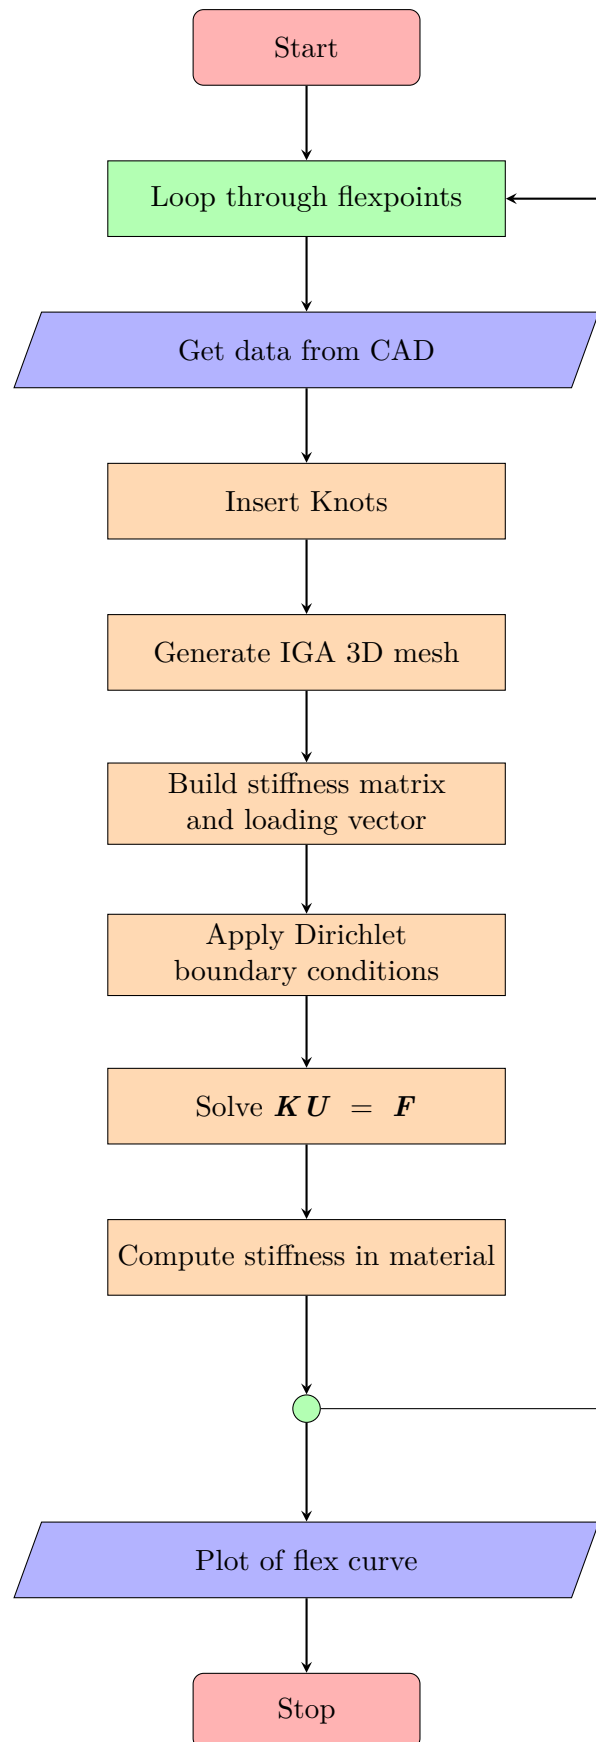 Start
Loop through flexpoints
Get data from CAD
Insert Knots
Generate IGA 3D mesh
Build stiffness matrix
and loading vector
Apply Dirichlet
boundary conditions
Solve K U = F
Compute stiffness in material
Plot of flex curve
Stop